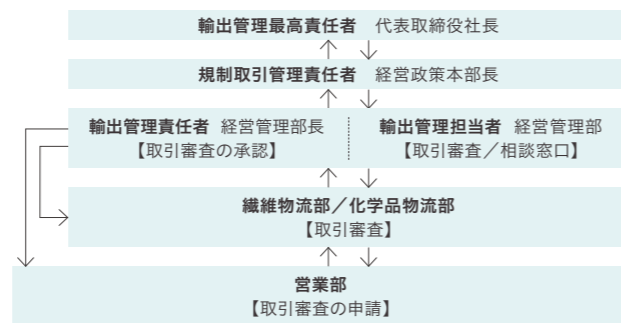 輸出管理最高責任者 代表取締役社長
規制取引管理責任者 経営政策本部長
輸出管理責任者 経営管理部長
【取引審査の承認】
輸出管理担当者 経営管理部
【取引審査／相談窓口】
繊維物流部／化学品物流部
【取引審査】
営業部
【取引審査の申請】